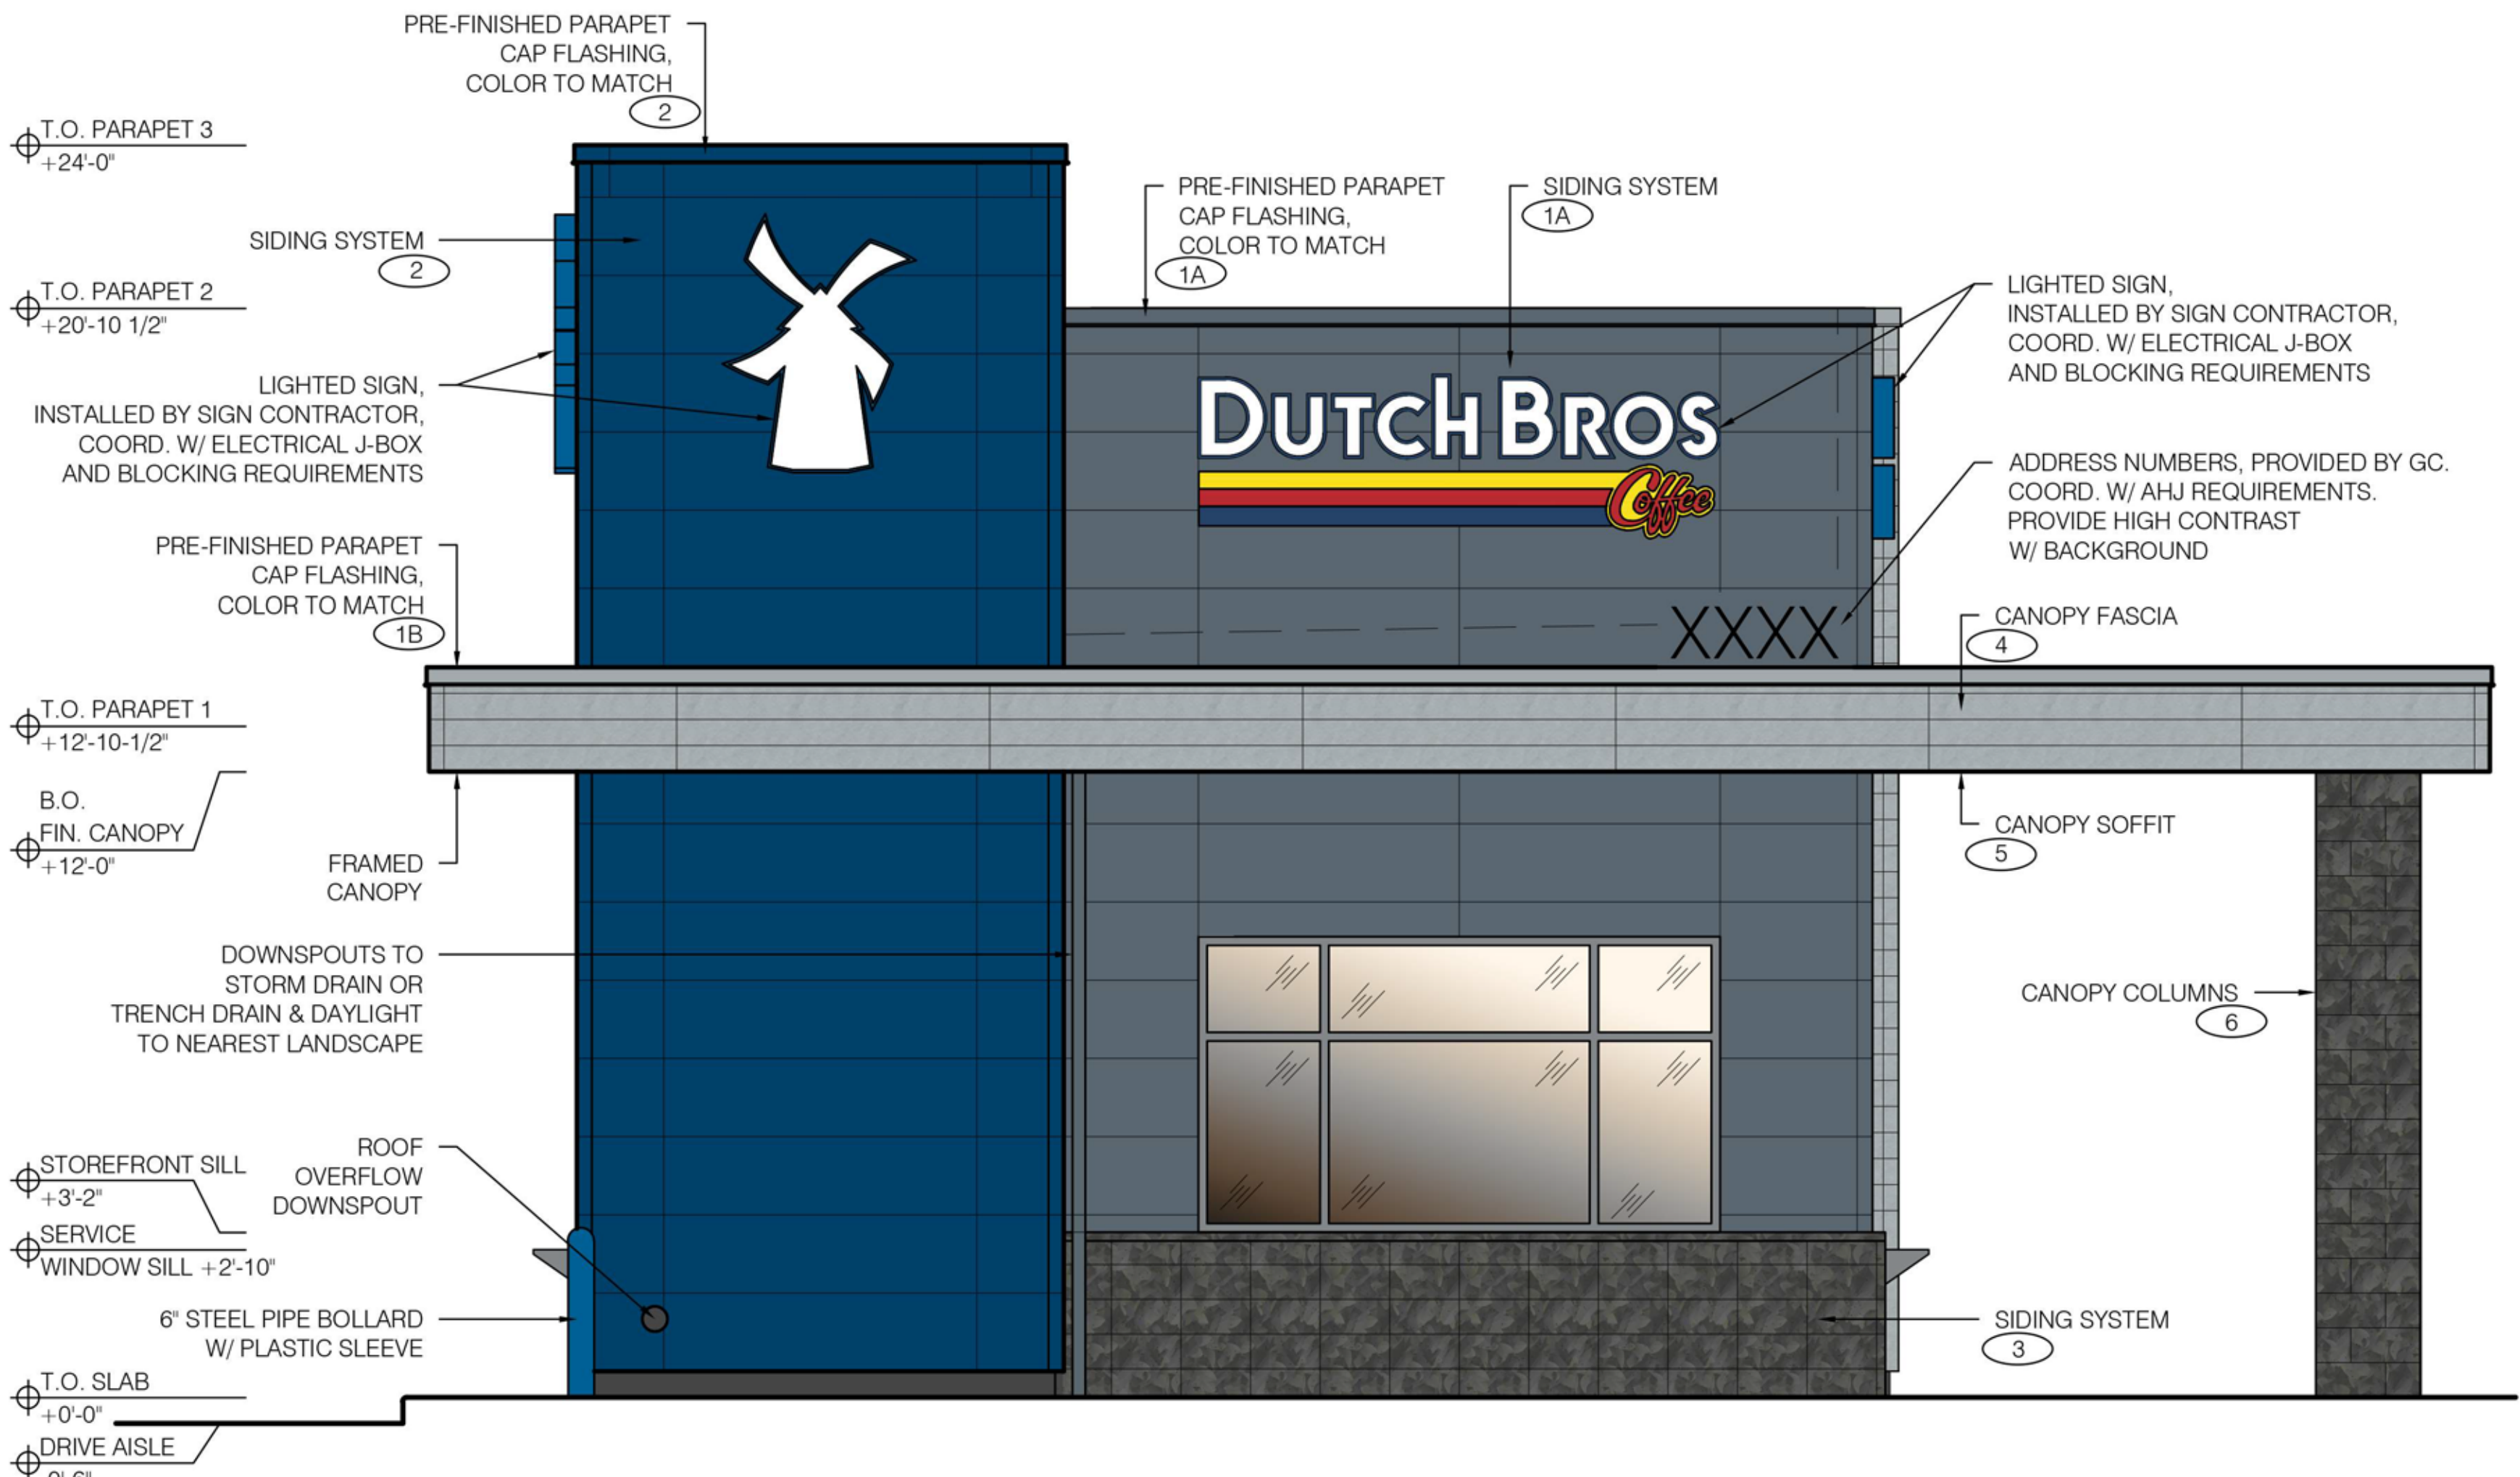 PRE-FINISHED PARAPET
CAP FLASHING,
COLOR TO MATCH
2
T.O. PARAPET 3
+24'-0"
SIDING SYSTEM
2
T.O. PARAPET 2
+20'-10 1/2"
LIGHTED SIGN,
INSTALLED BY SIGN CONTRACTOR,
COORD. W/ ELECTRICAL J-BOX
AND BLOCKING REQUIREMENTS
PRE-FINISHED PARAPET
CAP FLASHING,
COLOR TO MATCH
1B
T.O. PARAPET 1
+12'-10-1/2"
B.O.
FIN. CANOPY
+12'-0"
FRAMED
CANOPY
DOWNSPOUTS TO
STORM DRAIN OR
TRENCH DRAIN & DAYLIGHT
TO NEAREST LANDSCAPE
ROOF
OVERFLOW
DOWNSPOUT
STOREFRONT SILL
+3'-2"
SERVICE
WINDOW SILL +2'-10"
6" STEEL PIPE BOLLARD
W/ PLASTIC SLEEVE
T.O. SLAB
+0'-0"
DRIVE AISLE
PRE-FINISHED PARAPET
CAP FLASHING,
COLOR TO MATCH
1A
SIDING SYSTEM
1A
DUTCH BROS
Coffee
XXXX
LIGHTED SIGN,
INSTALLED BY SIGN CONTRACTOR,
COORD. W/ ELECTRICAL J-BOX
AND BLOCKING REQUIREMENTS
ADDRESS NUMBERS, PROVIDED BY GC.
COORD. W/ AHJ REQUIREMENTS.
PROVIDE HIGH CONTRAST
W/ BACKGROUND
CANOPY FASCIA
4
CANOPY SOFFIT
5
CANOPY COLUMNS
6
SIDING SYSTEM
3